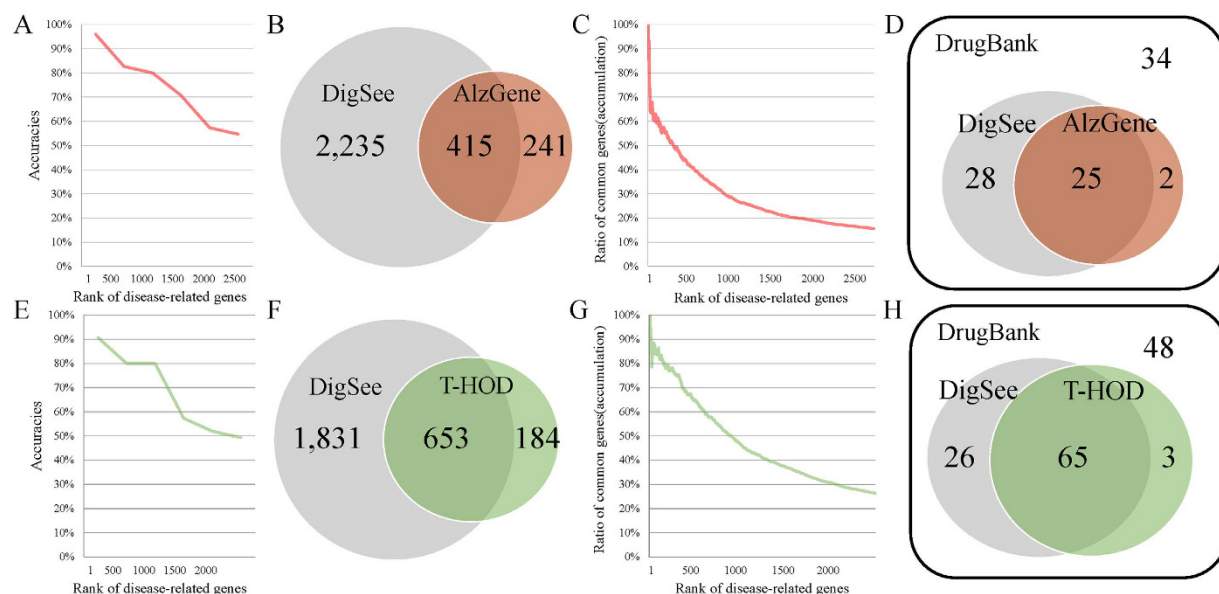 A
100%
90%
80%
70%
60%
50%
40%
30%
20%
10%
0%
Accuracies
1 500 1000 1500 2000 2500
Rank of disease-related genes
B
DigSee
AlzGene
2,235
415
241
C
100%
90%
80%
70%
60%
50%
40%
30%
20%
10%
0%
Ratio of common genes(accumulation)
1 500 1000 1500 2000
Rank of disease-related genes
D
DrugBank
34
DigSee
AlzGene
28
25
2
E
100%
90%
80%
70%
60%
50%
40%
30%
20%
10%
0%
Accuracies
1 500 1000 1500 2000
Rank of disease-related genes
F
DigSee
T-HOD
1,831
653
184
G
100%
90%
80%
70%
60%
50%
40%
30%
20%
10%
0%
Ratio of common genes(accumulation)
1 500 1000 1500 2000
Rank of disease-related genes
H
DrugBank
48
DigSee
T-HOD
26
65
3